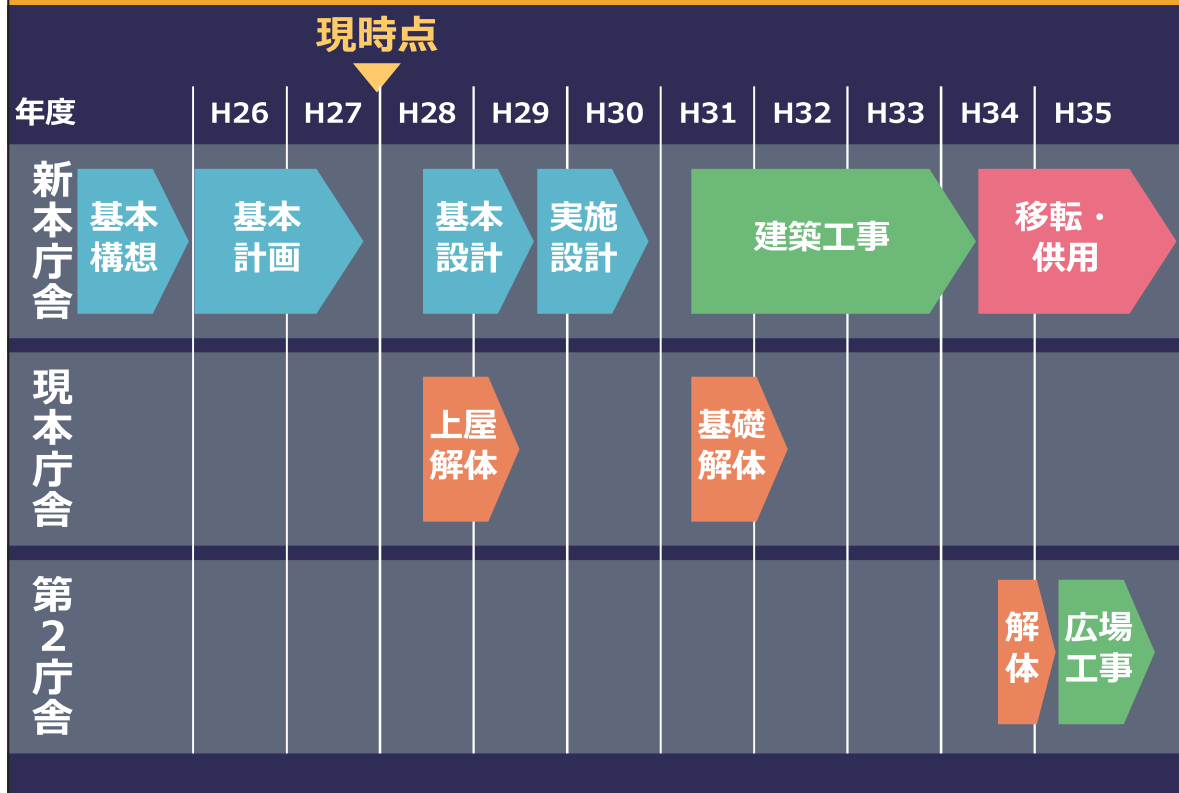 現時点
年度 H26 H27 H28 H29 H30 H31 H32 H33 H34 H35
新本庁舎
基本
構想
基本
計画
基本
設計
実施
設計
建築工事
移転・
供用
現本庁舎
上屋
解体
基礎
解体
第2庁舎
解
体
広場
工事